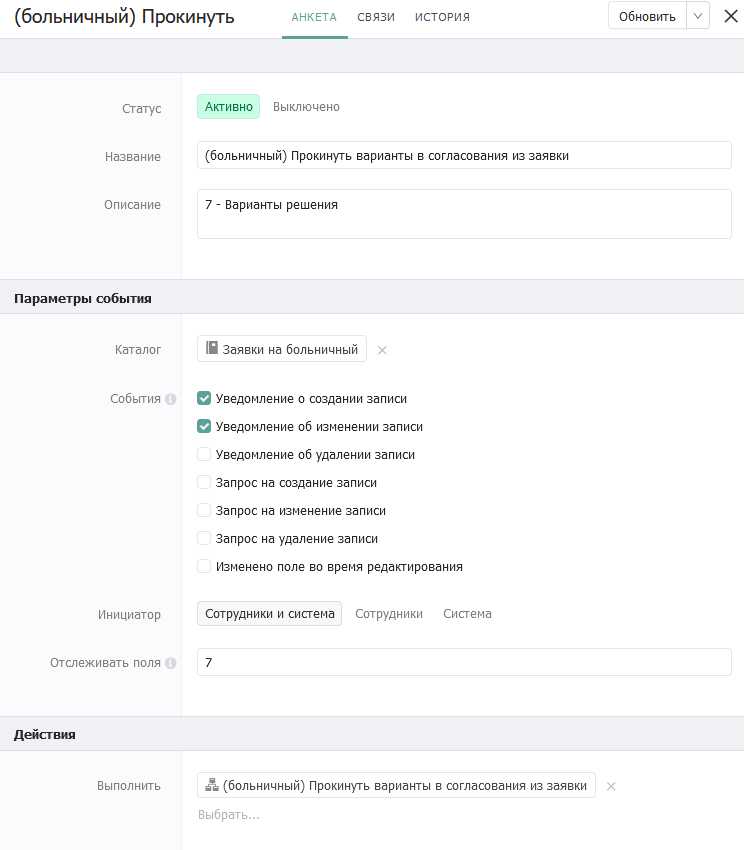 (больничный) Прокинуть
АНКЕТА СВЯЗИ ИСТОРИЯ
Обновить
Статус
Активно Выключено
Название
(больничный) Прокинуть варианты в согласования из заявки
Описание
7 - Варианты решения
Параметры события
Каталог
Заявки на больничный
События
Уведомление о создании записи
Уведомление об изменении записи
Уведомление об удалении записи
Запрос на создание записи
Запрос на изменение записи
Запрос на удаление записи
Изменено поле во время редактирования
Инициатор
Сотрудники и система Сотрудники Система
Отслеживать поля
7
Действия
Выполнить
(больничный) Прокинуть варианты в согласования из заявки
Выбрать...